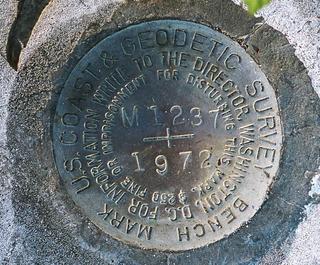 U.S. COAST & GEODETIC SURVEY
BENCH MARK
FOR INFORMATION WRITE TO THE DIRECTOR, WASHINGTON, D.C.
$250 FINE OR IMPRISONMENT FOR DISTURBING THIS MARK.
M 1237
1972